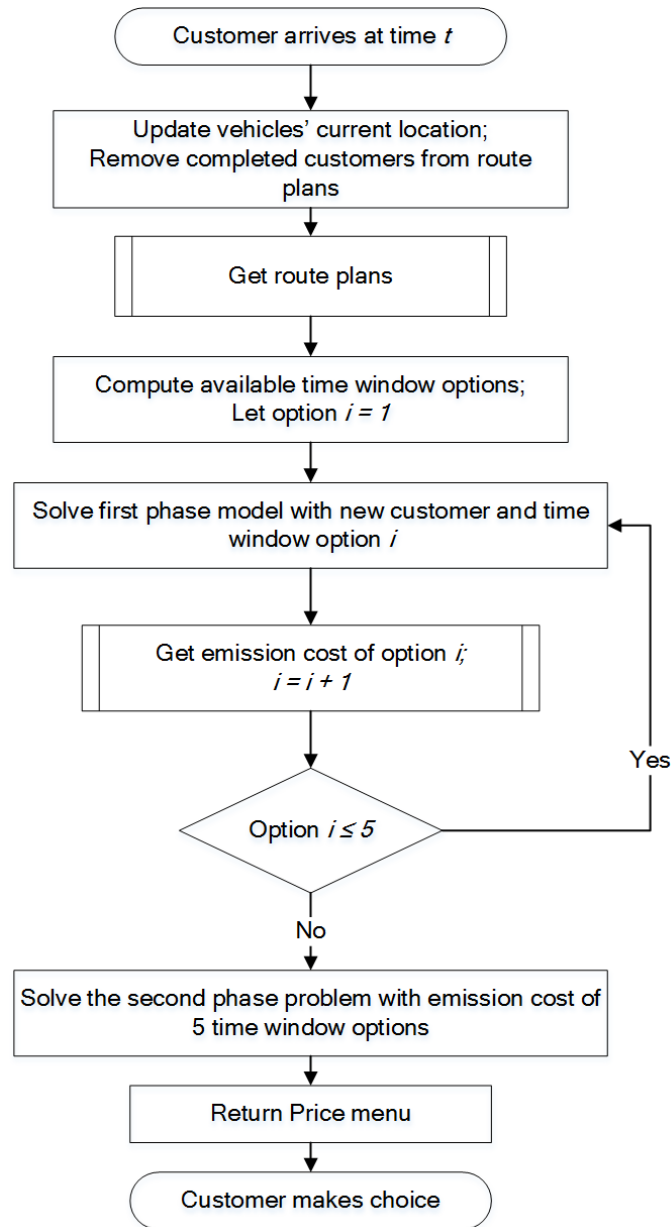 Customer arrives at time t
Update vehicles’ current location;
Remove completed customers from route
plans
Get route plans
Compute available time window options;
Let option i = 1
Solve first phase model with new customer and time
window option i
Get emission cost of option i;
i = i + 1
Yes
Option i ≤ 5
No
Solve the second phase problem with emission cost of
5 time window options
Return Price menu
Customer makes choice